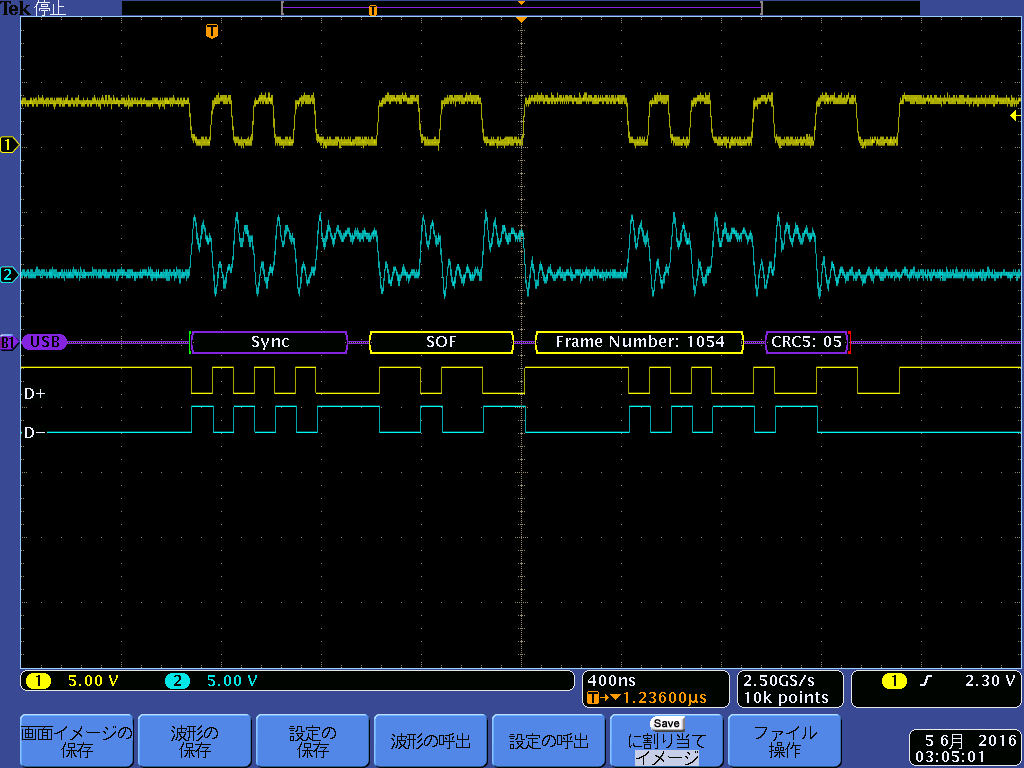 Tek 停止
T
T
1
2
B1 USB Sync SOF Frame Number: 1054 CRC5: 05
D+
D-
1 5.00 V 2 5.00 V
400ns
T→▼1.23600µs
2.50GS/s
10k points
1 2.30 V
画面イメージの
保存
波形の
保存
設定の
保存
波形の呼出
設定の呼出
Save
に割り当て
イメージ
ファイル
操作
5 6月 2016
03:05:01